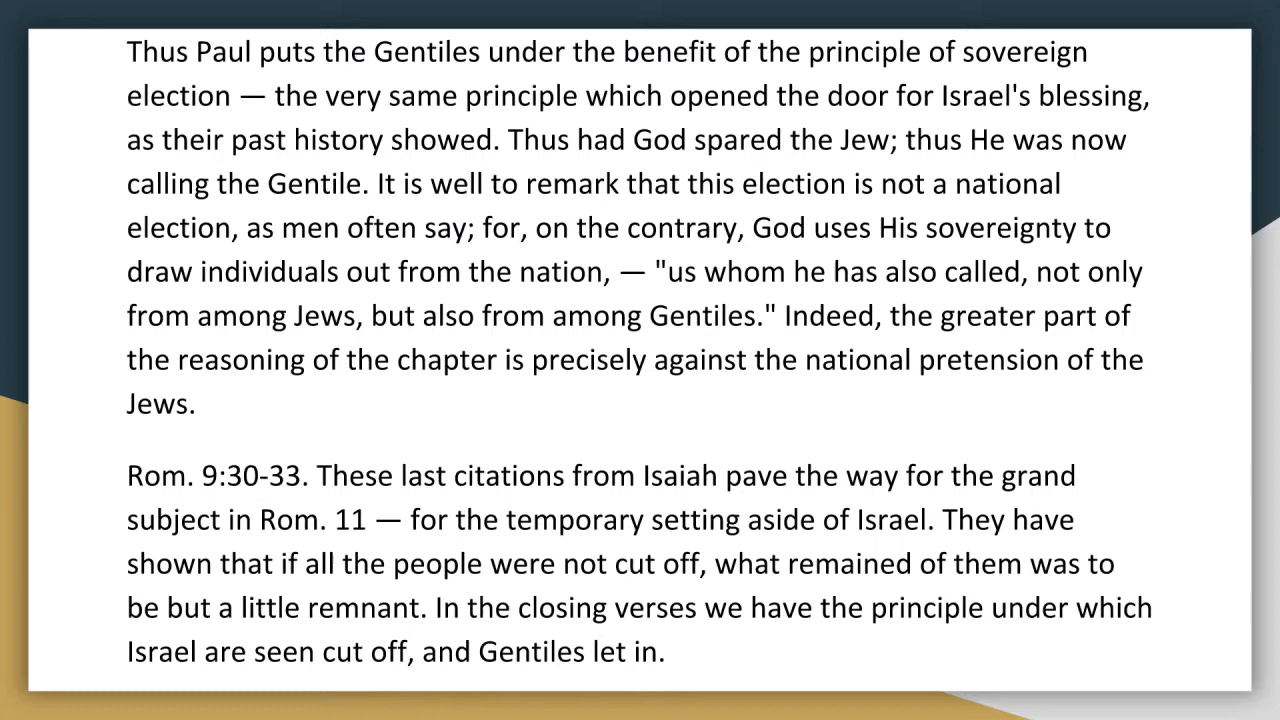 Thus Paul puts the Gentiles under the benefit of the principle of sovereign
election — the very same principle which opened the door for Israel's blessing,
as their past history showed. Thus had God spared the Jew; thus He was now
calling the Gentile. It is well to remark that this election is not a national
election, as men often say; for, on the contrary, God uses His sovereignty to
draw individuals out from the nation, — "us whom he has also called, not only
from among Jews, but also from among Gentiles." Indeed, the greater part of
the reasoning of the chapter is precisely against the national pretension of the
Jews.
Rom. 9:30-33. These last citations from Isaiah pave the way for the grand
subject in Rom. 11 — for the temporary setting aside of Israel. They have
shown that if all the people were not cut off, what remained of them was to
be but a little remnant. In the closing verses we have the principle under which
Israel are seen cut off, and Gentiles let in.